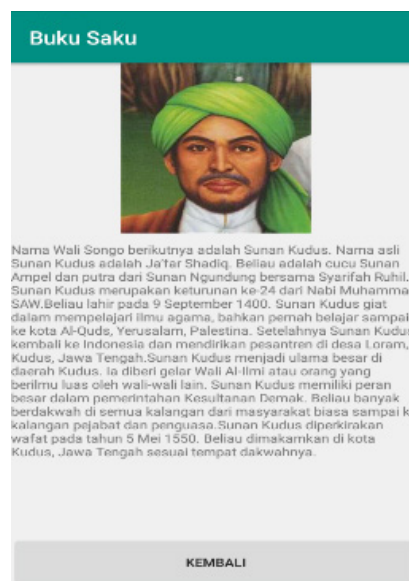 Buku Saku
Nama Wali Songo berikutnya adalah Sunan Kudus. Nama asli
Sunan Kudus adalah Ja'far Shadiq. Beliau adalah cucu Sunan
Ampel dan putra dari Sunan Ngundung bersama Syarifah Ruhil.
Sunan Kudus merupakan keturunan ke-24 dari Nabi Muhamma
SAW.Beliau lahir pada 9 September 1400. Sunan Kudus giat
dalam mempelajari ilmu agama, bahkan pernah belajar sampai
ke kota Al-Quds, Yerusalam, Palestina. Setelahnya Sunan Kudus
kembali ke Indonesia dan mendirikan pesantren di desa Loram,
Kudus, Jawa Tengah.Sunan Kudus menjadi ulama besar di
daerah Kudus. Ia diberi gelar Wali Al-Ilmi atau orang yang
berilmu luas oleh wali-wali lain. Sunan Kudus memiliki peran
besar dalam pemerintahan Kesultanan Demak. Beliau banyak
berdakwah di semua kalangan dari masyarakat biasa sampai k
kalangan pejabat dan penguasa.Sunan Kudus diperkirakan
wafat pada tahun 5 Mei 1550. Beliau dimakamkan di kota
Kudus, Jawa Tengah sesuai tempat dakwahnya.
KEMBALI